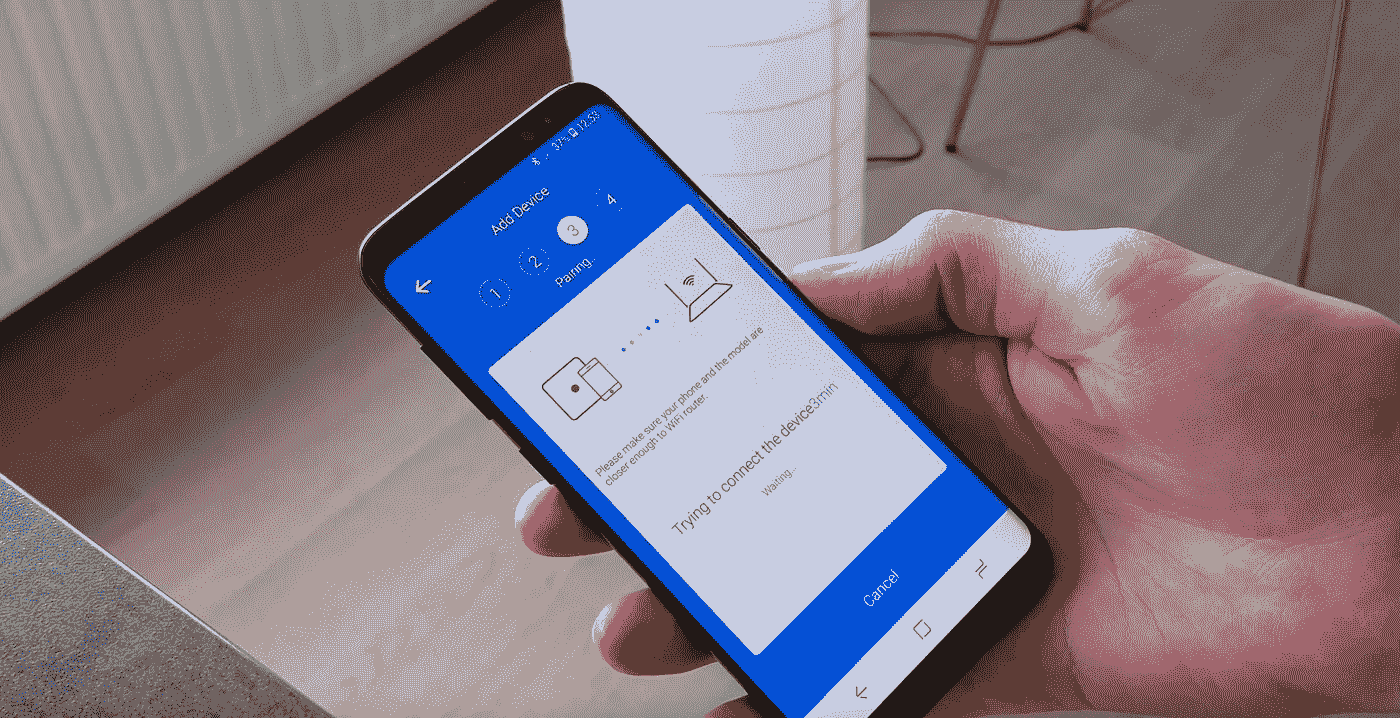 37% 12:53
Add Device
1 2 3 4
Pairing..
Please make sure your phone and the model are
closer enough to WiFi router.
Trying to connect the device3min
Waiting...
Cancel